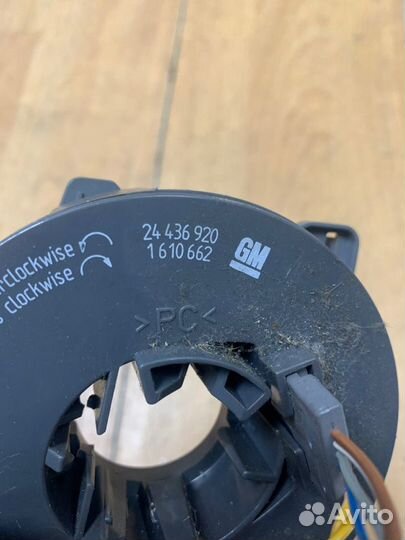 24 436 920
1 610 662
GM
clockwise
clockwise
>PC<
Avito